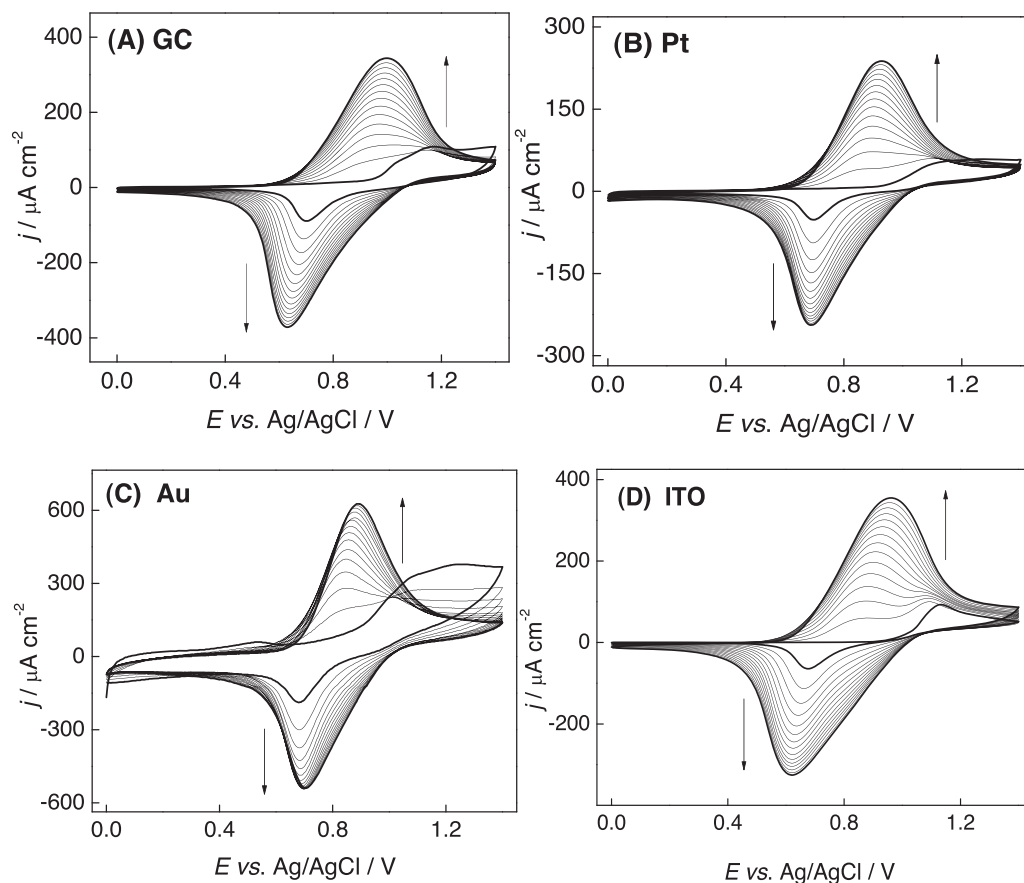 (A) GC
400
200
0
-200
-400
j / μA cm-2
0.0 0.4 0.8 1.2
E vs. Ag/AgCl / V
(B) Pt
300
150
0
-150
-300
j / μA cm-2
0.0 0.4 0.8 1.2
E vs. Ag/AgCl / V
(C) Au
600
300
0
-300
-600
j / μA cm-2
0.0 0.4 0.8 1.2
E vs. Ag/AgCl / V
(D) ITO
400
200
0
-200
j / μA cm-2
0.0 0.4 0.8 1.2
E vs. Ag/AgCl / V